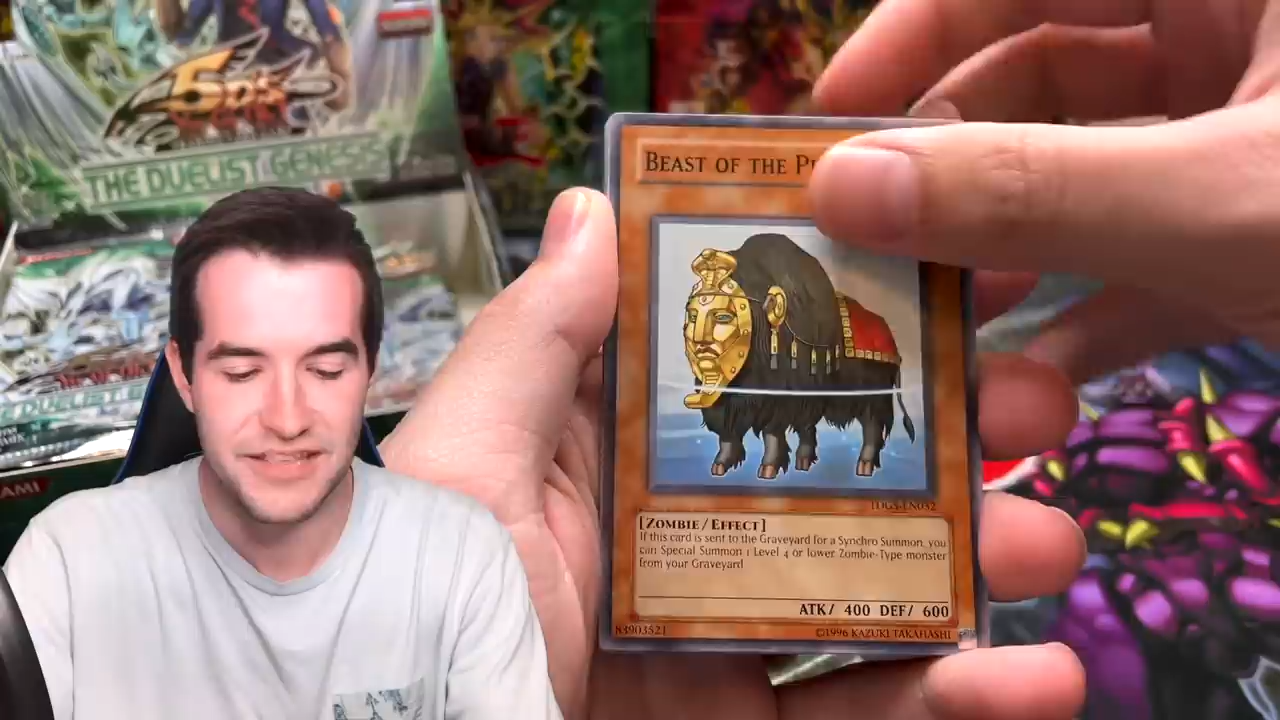 5D's
THE DUELIST GENESIS
BEAST OF THE
TDGS-EN032
[ZOMBIE/EFFECT]
If this card is sent to the Graveyard for a Synchro Summon, you
can Special Summon 1 Level 4 or lower Zombie-Type monster
from your Graveyard
ATK/ 400 DEF/ 600
©1996 KAZUKI TAKAHASHI